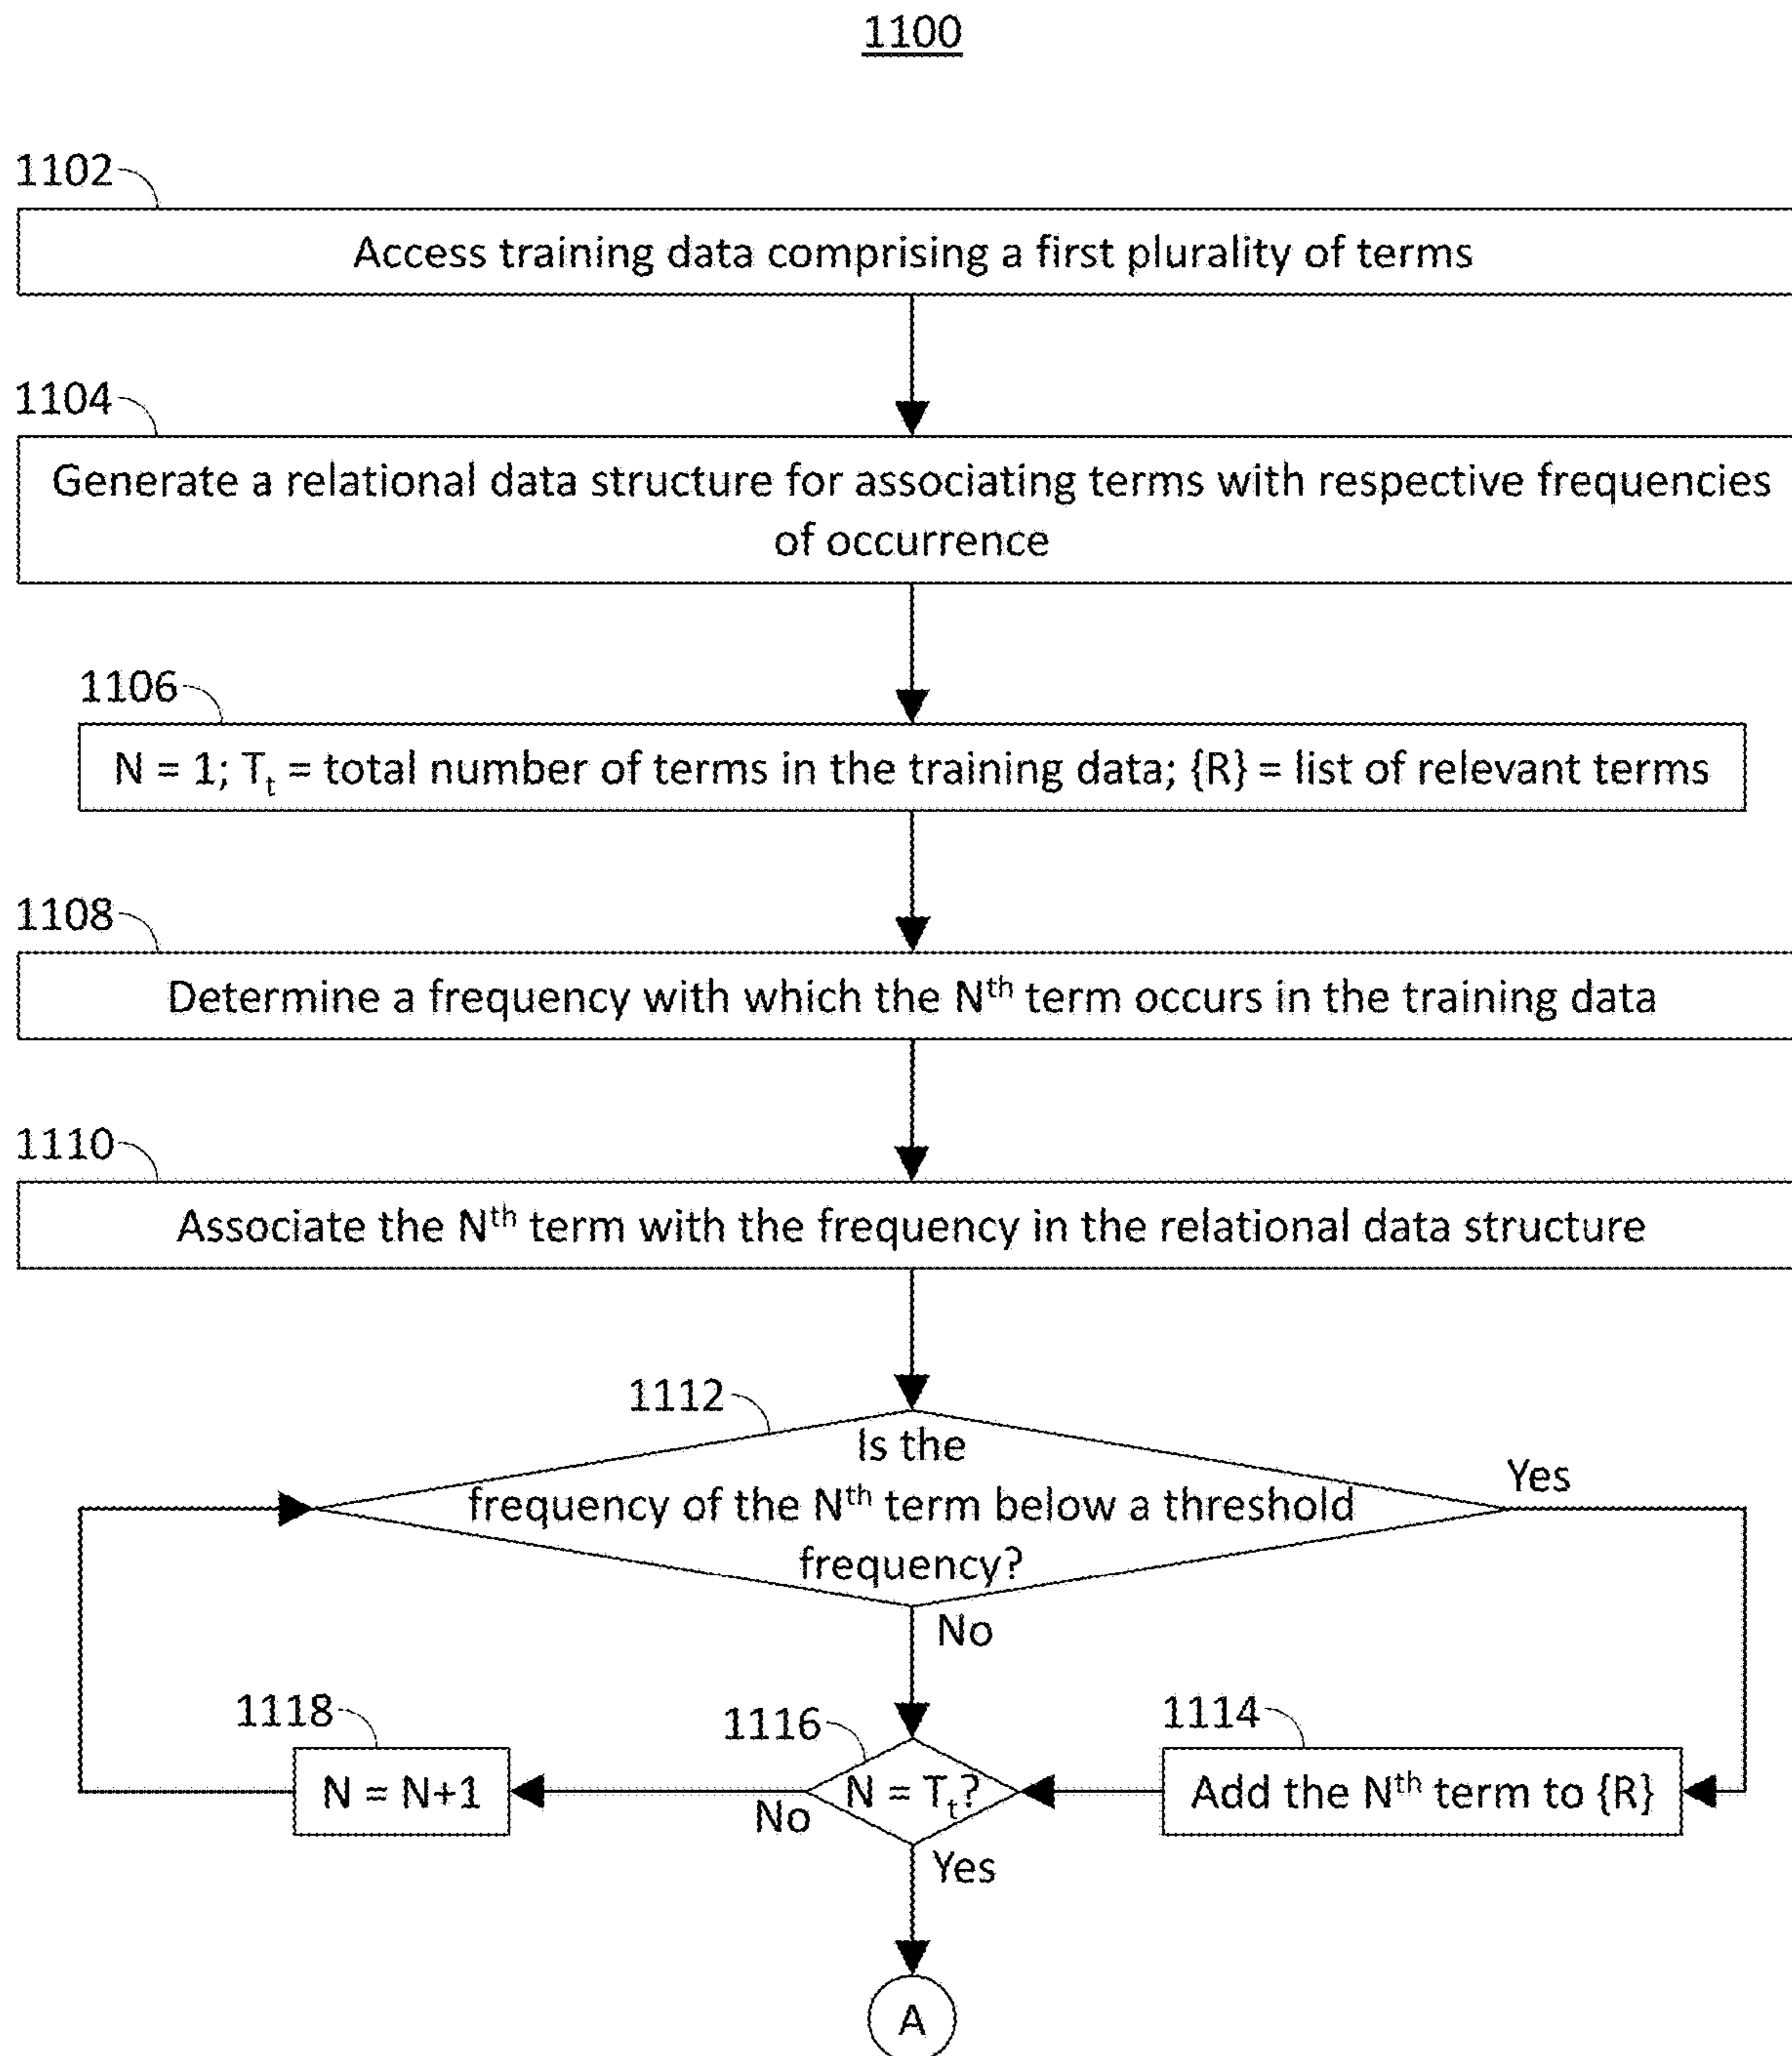 1100
1102
Access training data comprising a first plurality of terms
1104
Generate a relational data structure for associating terms with respective frequencies
of occurrence
1106
N = 1; Tt = total number of terms in the training data; {R} = list of relevant terms
1108
Determine a frequency with which the Nth term occurs in the training data
1110
Associate the Nth term with the frequency in the relational data structure
1112
Is the
frequency of the Nth term below a threshold
frequency?
Yes
No
1118
1116
1114
N = N+1
No
N = Tt?
Add the Nth term to {R}
Yes
A